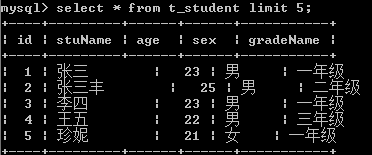 mysql> select * from t_student limit 5;
+----+---------+------+------+-----------+
| id | stuName | age | sex | gradeName |
+----+---------+------+------+-----------+
| 1 | 张三 | 23 | 男 | 一年级
| 2 | 张三丰 | 25 | 男 | 二年级
| 3 | 李四 | 23 | 男 | 一年级
| 4 | 王五 | 22 | 男 | 三年级
| 5 | 珍妮 | 21 | 女 | 一年级
+----+---------+------+------+-----------+